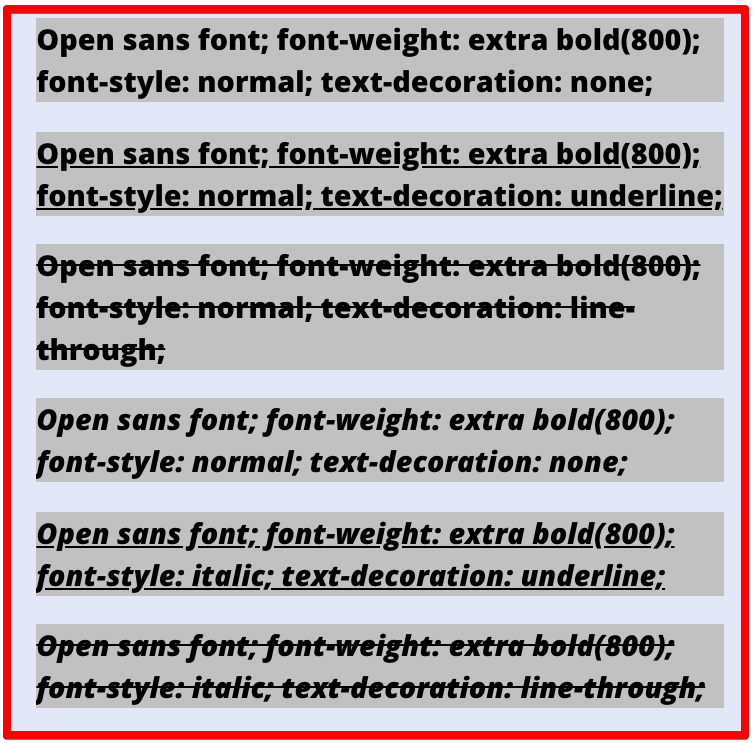 Open sans font; font-weight: extra bold(800);
font-style: normal; text-decoration: none;
Open sans font; font-weight: extra bold(800);
font-style: normal; text-decoration: underline;
Open sans font; font-weight: extra bold(800);
font-style: normal; text-decoration: line-
through;
Open sans font; font-weight: extra bold(800);
font-style: normal; text-decoration: none;
Open sans font; font-weight: extra bold(800);
font-style: italic; text-decoration: underline;
Open sans font; font-weight: extra bold(800);
font-style: italic; text-decoration: line-through;